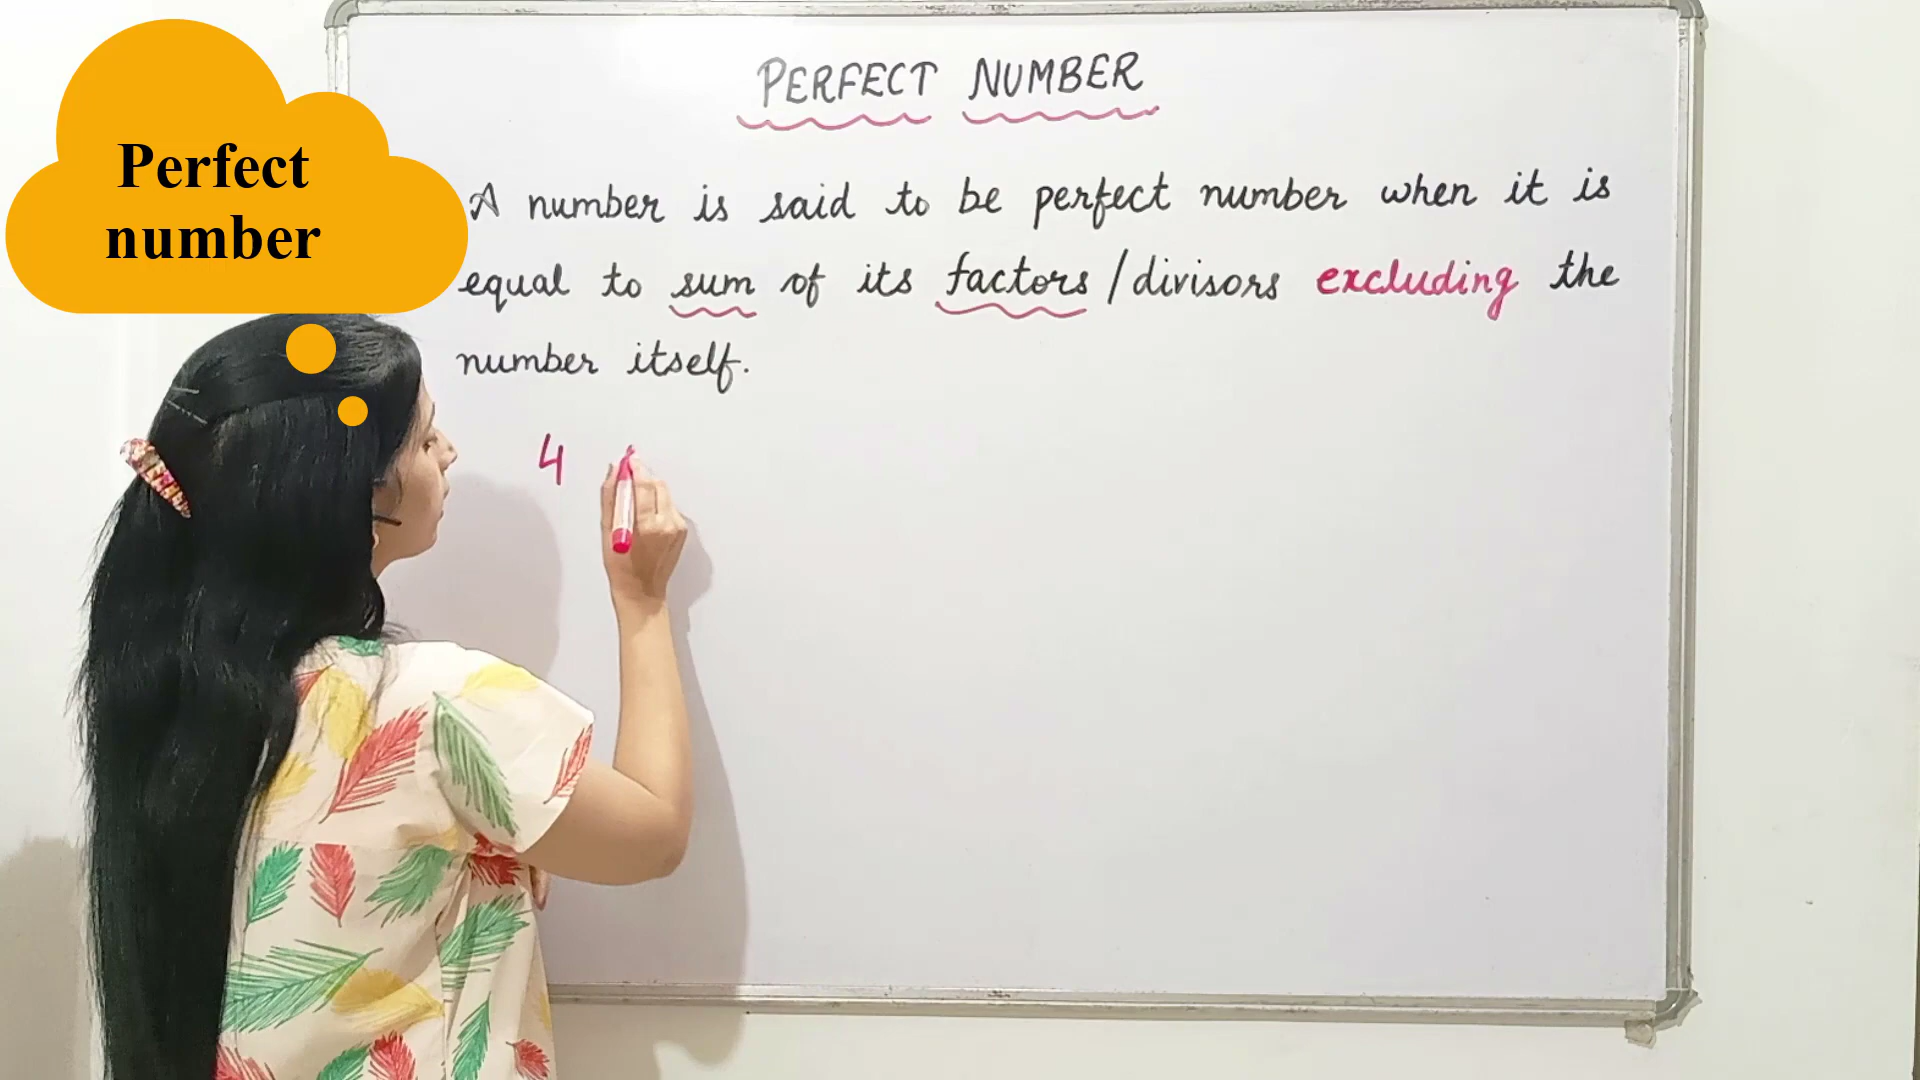 Perfect
number
PERFECT NUMBER
A number is said to be perfect number when it is
equal to sum of its factors/divisors excluding the
number itself.
4